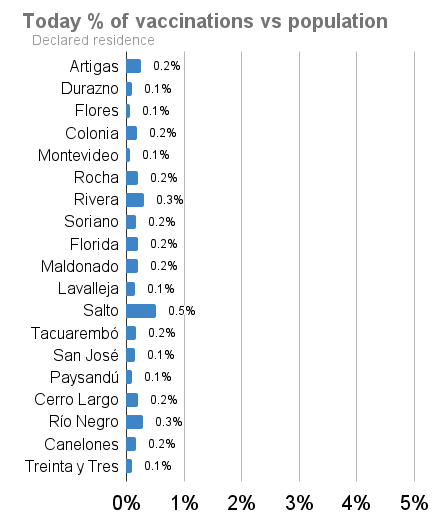 Today % of vaccinations vs population
Declared residence
Artigas 0.2%
Durazno 0.1%
Flores 0.1%
Colonia 0.2%
Montevideo 0.1%
Rocha 0.2%
Rivera 0.3%
Soriano 0.2%
Florida 0.2%
Maldonado 0.2%
Lavalleja 0.1%
Salto 0.5%
Tacuarembó 0.2%
San José 0.1%
Paysandú 0.1%
Cerro Largo 0.2%
Río Negro 0.3%
Canelones 0.2%
Treinta y Tres 0.1%
0% 1% 2% 3% 4% 5%